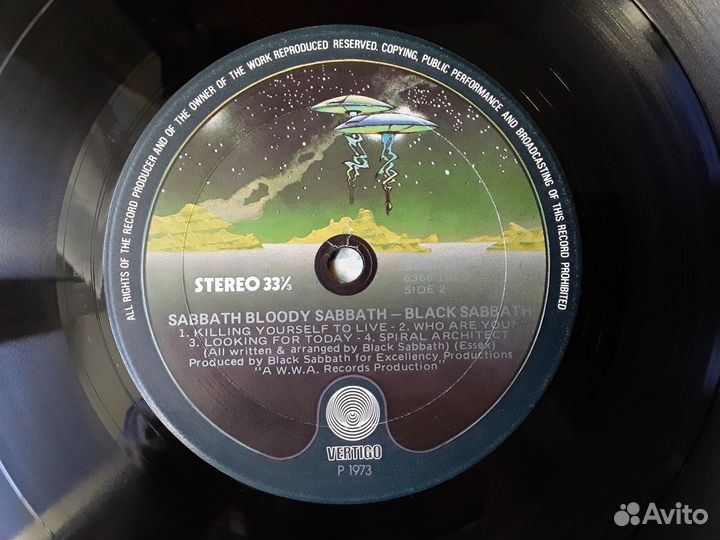 ALL RIGHTS OF THE RECORD PRODUCER AND OF THE OWNER OF THE WORK REPRODUCED RESERVED. COPYING, PUBLIC PERFORMANCE AND BROADCASTING OF THIS RECORD PROHIBITED
STEREO 33⅓
SIDE 2
SABBATH BLOODY SABBATH – BLACK SABBATH
1. KILLING YOURSELF TO LIVE - 2. WHO ARE YOU?
3. LOOKING FOR TODAY - 4. SPIRAL ARCHITECT
(All written & arranged by Black Sabbath) (Essex)
Produced by Black Sabbath for Excellency Productions
"A W.W.A. Records Production"
VERTIGO
P 1973
Avito